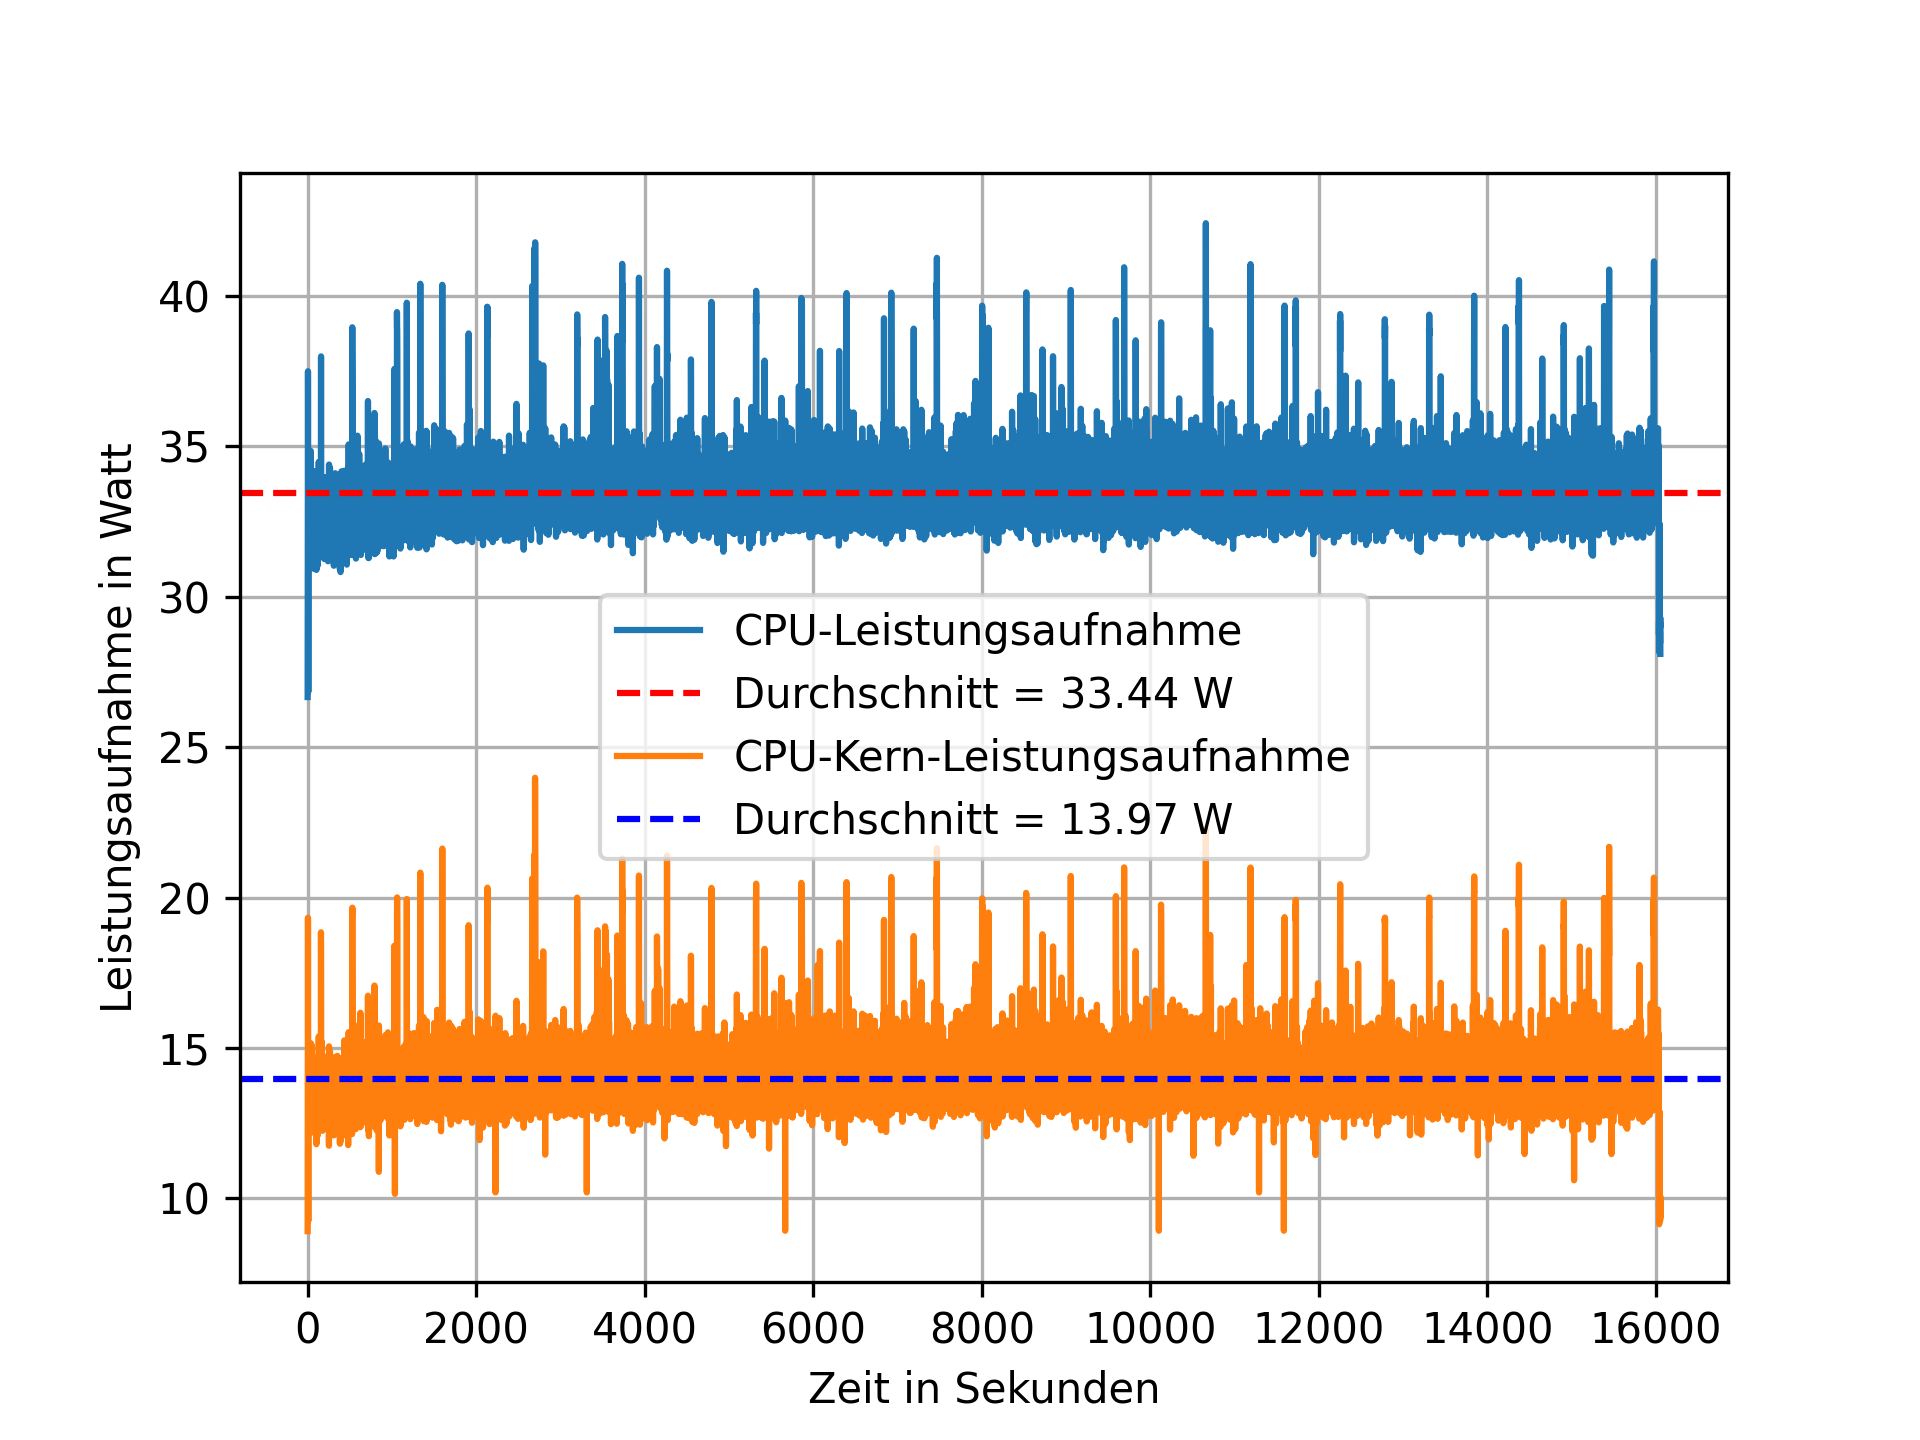 40
35
30
25
20
15
10
Leistungsaufnahme in Watt
CPU-Leistungsaufnahme
Durchschnitt = 33.44 W
CPU-Kern-Leistungsaufnahme
Durchschnitt = 13.97 W
0 2000 4000 6000 8000 10000 12000 14000 16000
Zeit in Sekunden